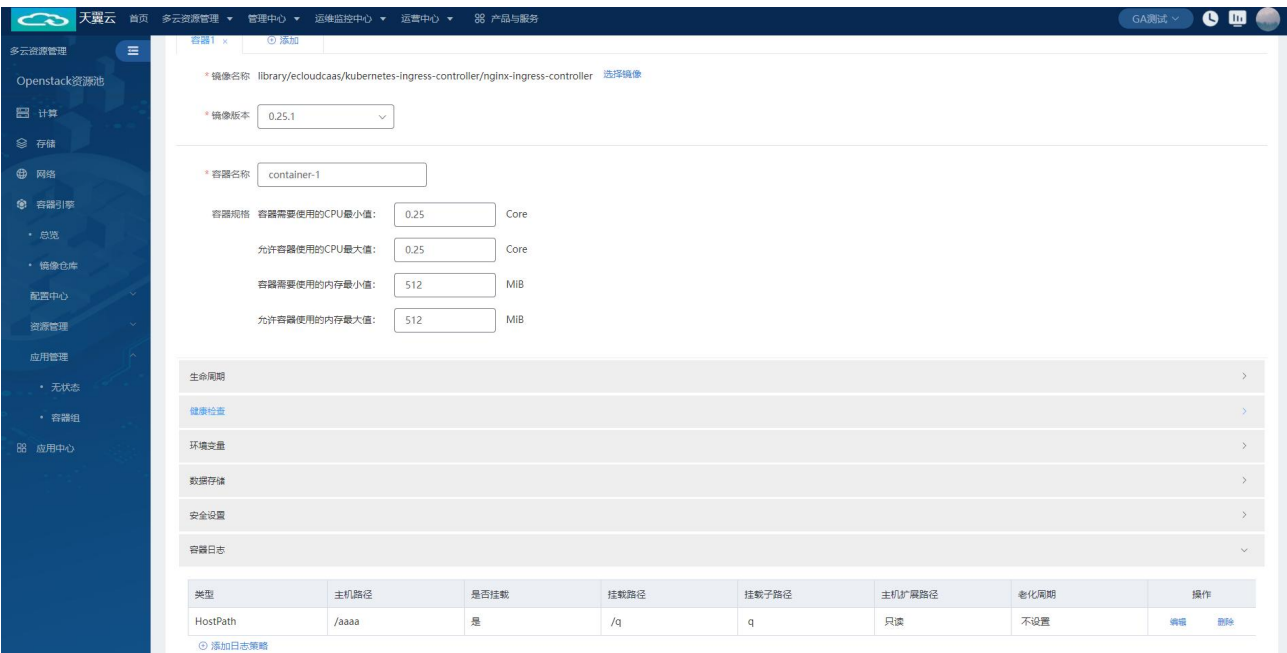 天翼云 首页 多云资源管理 管理中心 运维监控中心 运营中心 产品与服务 GA测试
多云资源管理
Openstack资源池
计算
存储
网络
容器引擎
总览
镜像仓库
配置中心
资源管理
应用管理
无状态
容器组
应用中心
容器1 × 添加
* 镜像名称 library/ecloudcaas/kubernetes-ingress-controller/nginx-ingress-controller 选择镜像
* 镜像版本 0.25.1
* 容器名称 container-1
容器规格 容器需要使用的CPU最小值: 0.25 Core
允许容器使用的CPU最大值: 0.25 Core
容器需要使用的内存最小值: 512 MiB
允许容器使用的内存最大值: 512 MiB
生命周期
健康检查
环境变量
数据存储
安全设置
容器日志
类型 主机路径 是否挂载 挂载路径 挂载子路径 主机扩展路径 老化周期 操作
HostPath /aaaa 是 /q q 只读 不设置 编辑 删除
添加日志策略